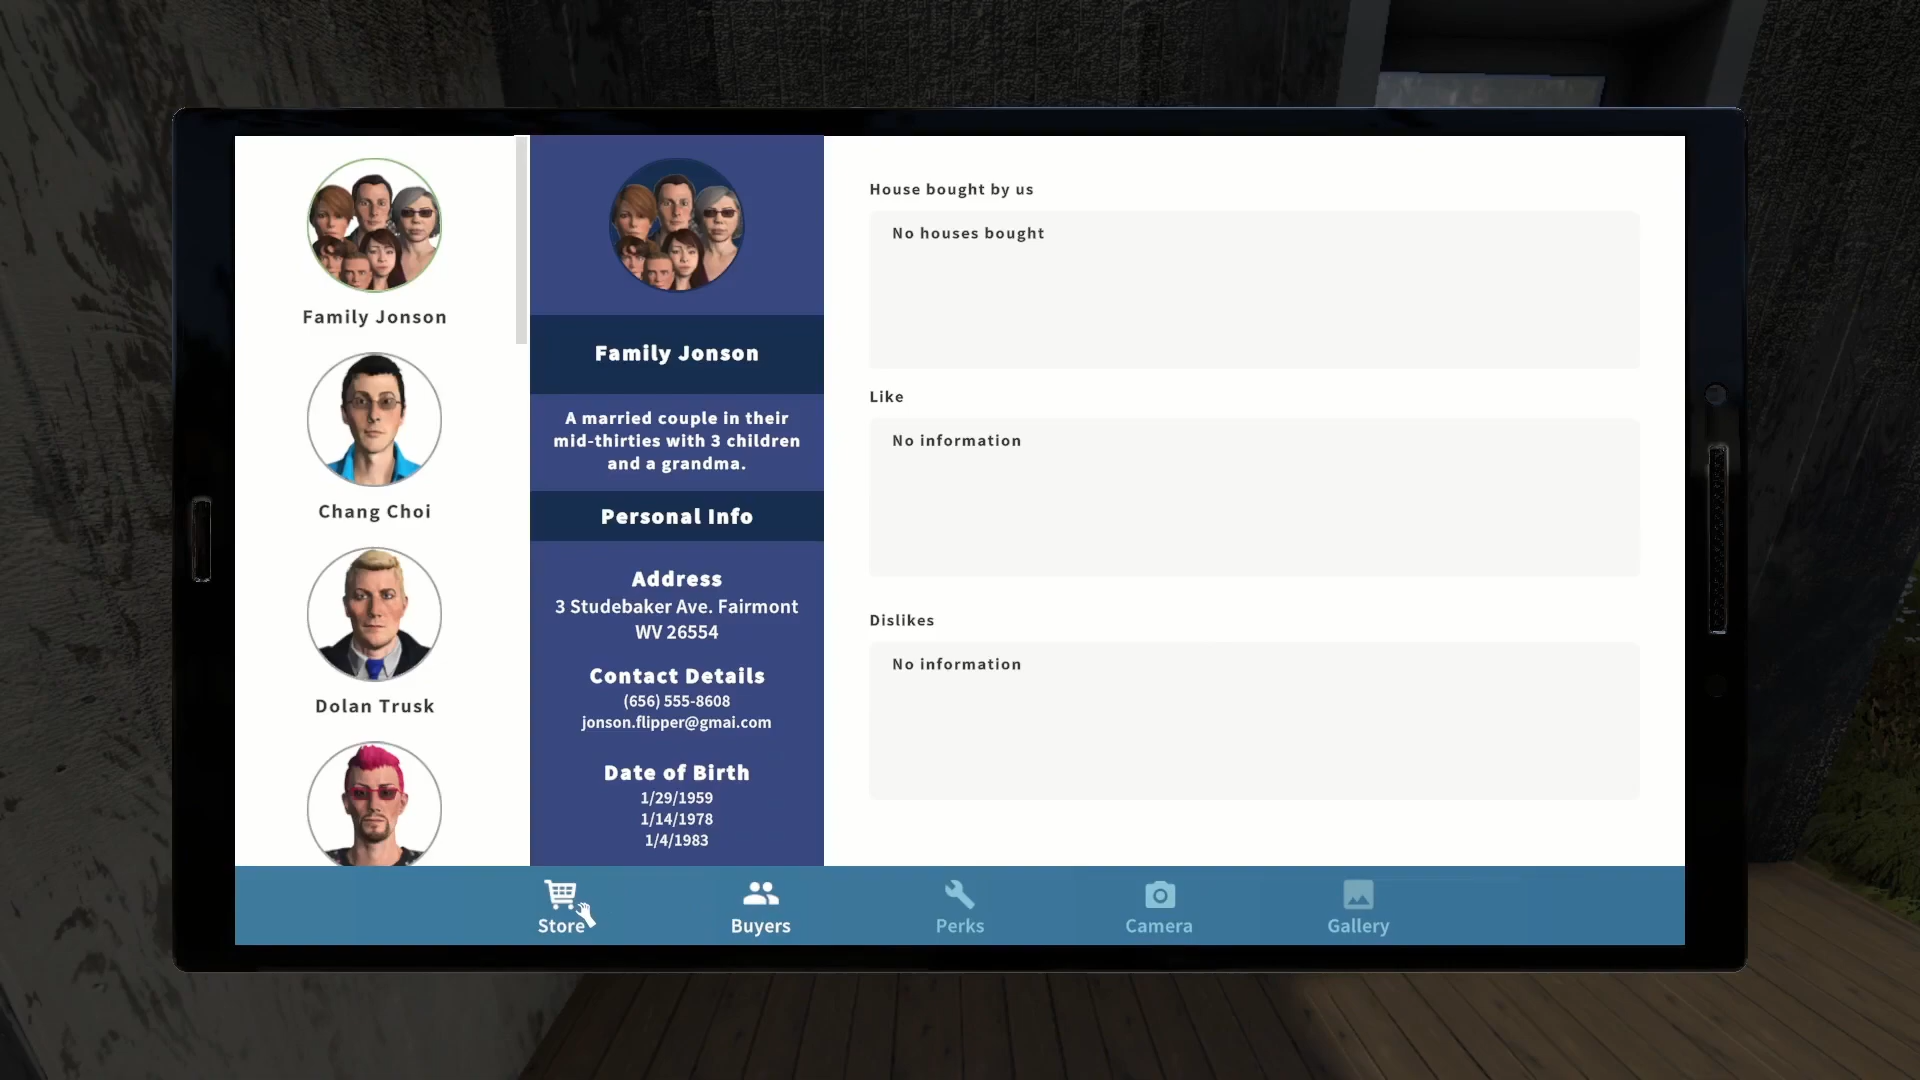 Family Jonson
Chang Choi
Dolan Trusk
Family Jonson
A married couple in their
mid-thirties with 3 children
and a grandma.
Personal Info
Address
3 Studebaker Ave. Fairmont
WV 26554
Contact Details
(656) 555-8608
jonson.flipper@gmai.com
Date of Birth
1/29/1959
1/14/1978
1/4/1983
House bought by us
No houses bought
Like
No information
Dislikes
No information
Store
Buyers
Perks
Camera
Gallery